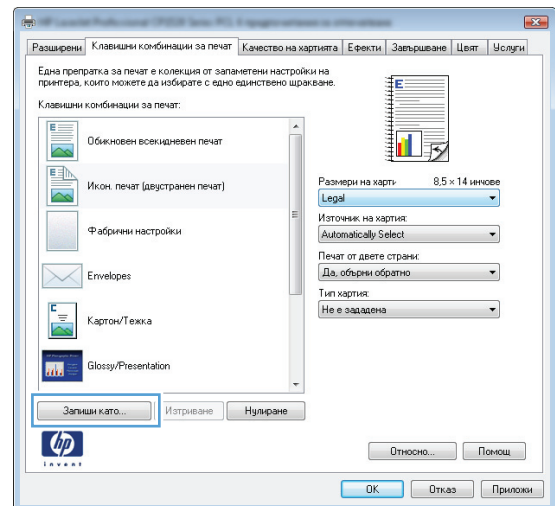 Разширени
Клавишни комбинации за печат
Качество на хартията
Ефекти
Завършване
Цвят
Услуги
Една препратка за печат е колекция от запаметени настройки на
принтера, които можете да избирате с едно единствено щракване.
Клавишни комбинации за печат:
Обикновен всекидневен печат
Икон. печат (двустранен печат)
Фабрични настройки
Envelopes
Картон/Тежка
Glossy/Presentation
Запиши като...
Изтриване
Нулиране
Размери на харти
8,5 × 14 инчове
Legal
Източник на хартия:
Automatically Select
Печат от двете страни:
Да, обърни обратно
Тип хартия:
Не е зададена
hp
invent
Относно...
Помощ
OK
Отказ
Приложи